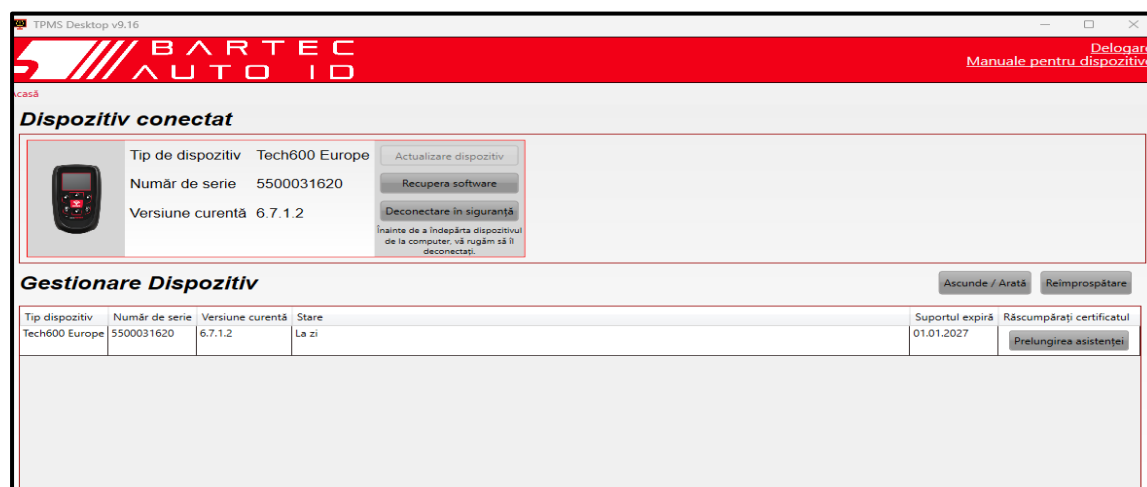 TPMS Desktop v9.16
BARTEC
AUTO ID
Delogare
Manuale pentru dispozitive
Acasă
Dispozitiv conectat
Tip de dispozitiv Tech600 Europe Actualizare dispozitiv
Număr de serie 5500031620 Recupera software
Versiune curentă 6.7.1.2 Deconectare în siguranță
Înainte de a îndepărta dispozitivul
de la computer, vă rugăm să îl
deconectați.
Gestionare Dispozitiv Ascunde / Arată Reîmprospătare
Tip dispozitiv Număr de serie Versiune curentă Stare Suportul expiră Răscumpărați certificatul
Tech600 Europe 5500031620 6.7.1.2 La zi 01.01.2027 Prelungirea asistenței